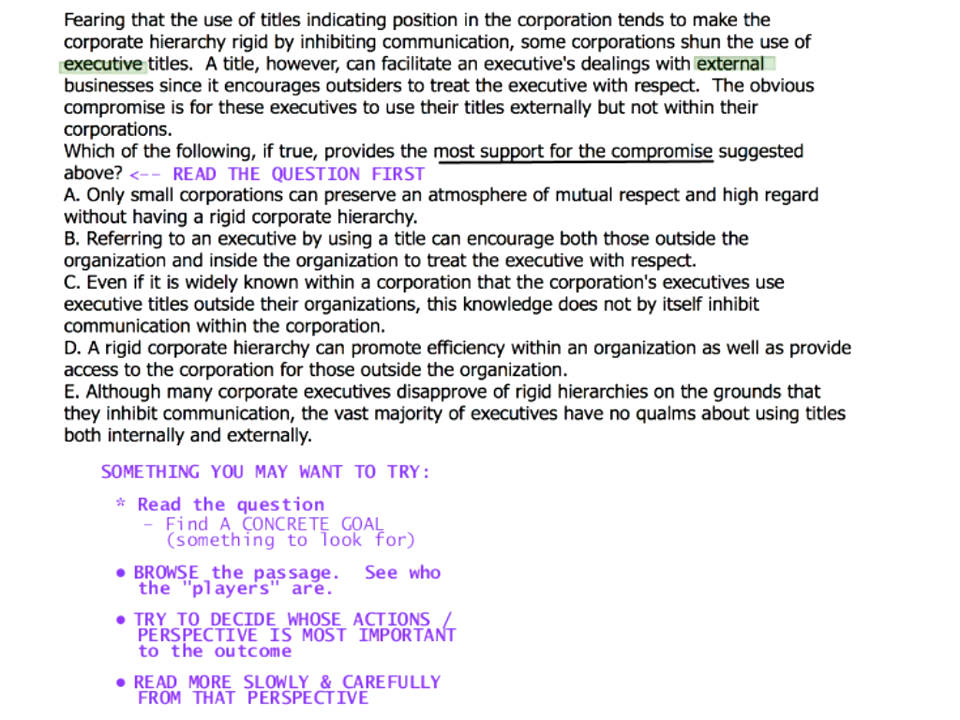 Fearing that the use of titles indicating position in the corporation tends to make the
corporate hierarchy rigid by inhibiting communication, some corporations shun the use of
executive titles. A title, however, can facilitate an executive's dealings with external
businesses since it encourages outsiders to treat the executive with respect. The obvious
compromise is for these executives to use their titles externally but not within their
corporations.
Which of the following, if true, provides the most support for the compromise suggested
above? <-- READ THE QUESTION FIRST
A. Only small corporations can preserve an atmosphere of mutual respect and high regard
without having a rigid corporate hierarchy.
B. Referring to an executive by using a title can encourage both those outside the
organization and inside the organization to treat the executive with respect.
C. Even if it is widely known within a corporation that the corporation's executives use
executive titles outside their organizations, this knowledge does not by itself inhibit
communication within the corporation.
D. A rigid corporate hierarchy can promote efficiency within an organization as well as provide
access to the corporation for those outside the organization.
E. Although many corporate executives disapprove of rigid hierarchies on the grounds that
they inhibit communication, the vast majority of executives have no qualms about using titles
both internally and externally.
SOMETHING YOU MAY WANT TO TRY:
* Read the question
– Find A CONCRETE GOAL
(something to look for)
• BROWSE the passage. See who
the "players" are.
• TRY TO DECIDE WHOSE ACTIONS /
PERSPECTIVE IS MOST IMPORTANT
to the outcome
• READ MORE SLOWLY & CAREFULLY
FROM THAT PERSPECTIVE